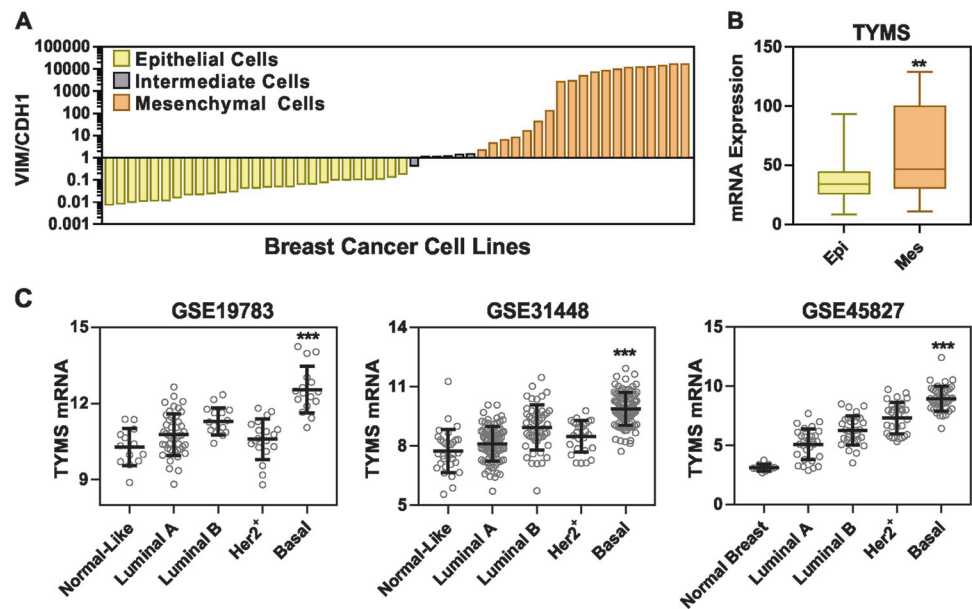 A
VIM/CDH1
100000
10000
1000
100
10
1
0.1
0.01
0.001
Epithelial Cells
Intermediate Cells
Mesenchymal Cells
Breast Cancer Cell Lines
B
TYMS
mRNA Expression
150
100
50
0
**
Epi
Mes
C
GSE19783
TYMS mRNA
15
12
9
***
Normal-Like
Luminal A
Luminal B
Her2+
Basal
GSE31448
TYMS mRNA
14
11
8
5
***
Normal-Like
Luminal A
Luminal B
Her2+
Basal
GSE45827
TYMS mRNA
15
10
5
0
***
Normal Breast
Luminal A
Luminal B
Her2+
Basal